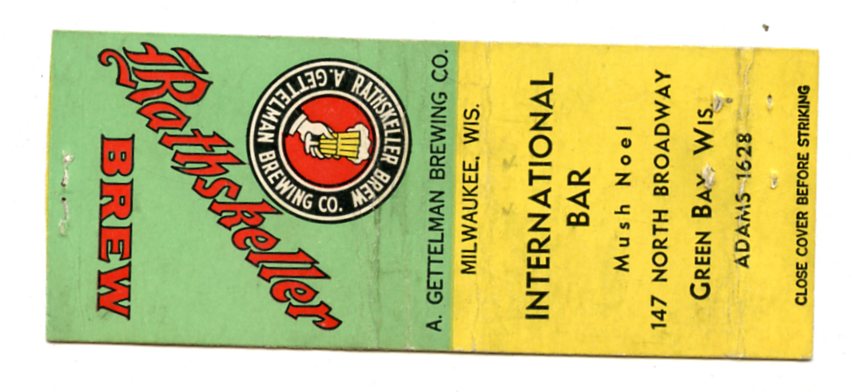 Rathskeller
BREW
RATHSKELLER BREW
A. GETTELMAN BREWING CO.
A. GETTELMAN BREWING CO.
MILWAUKEE, WIS.
INTERNATIONAL
BAR
Mush Noel
147 NORTH BROADWAY
GREEN BAY, WIS.
ADAMS 1628
CLOSE COVER BEFORE STRIKING